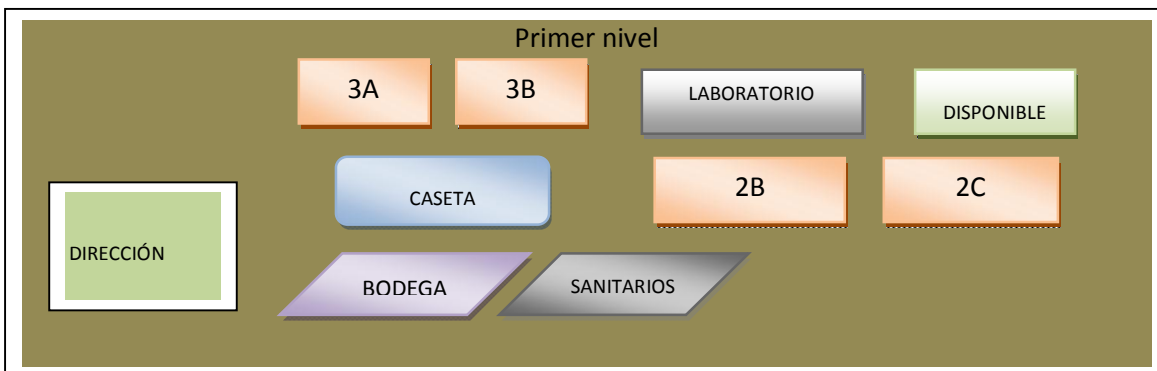 Primer nivel
3A
3B
LABORATORIO
DISPONIBLE
CASETA
2B
2C
DIRECCIÓN
BODEGA
SANITARIOS